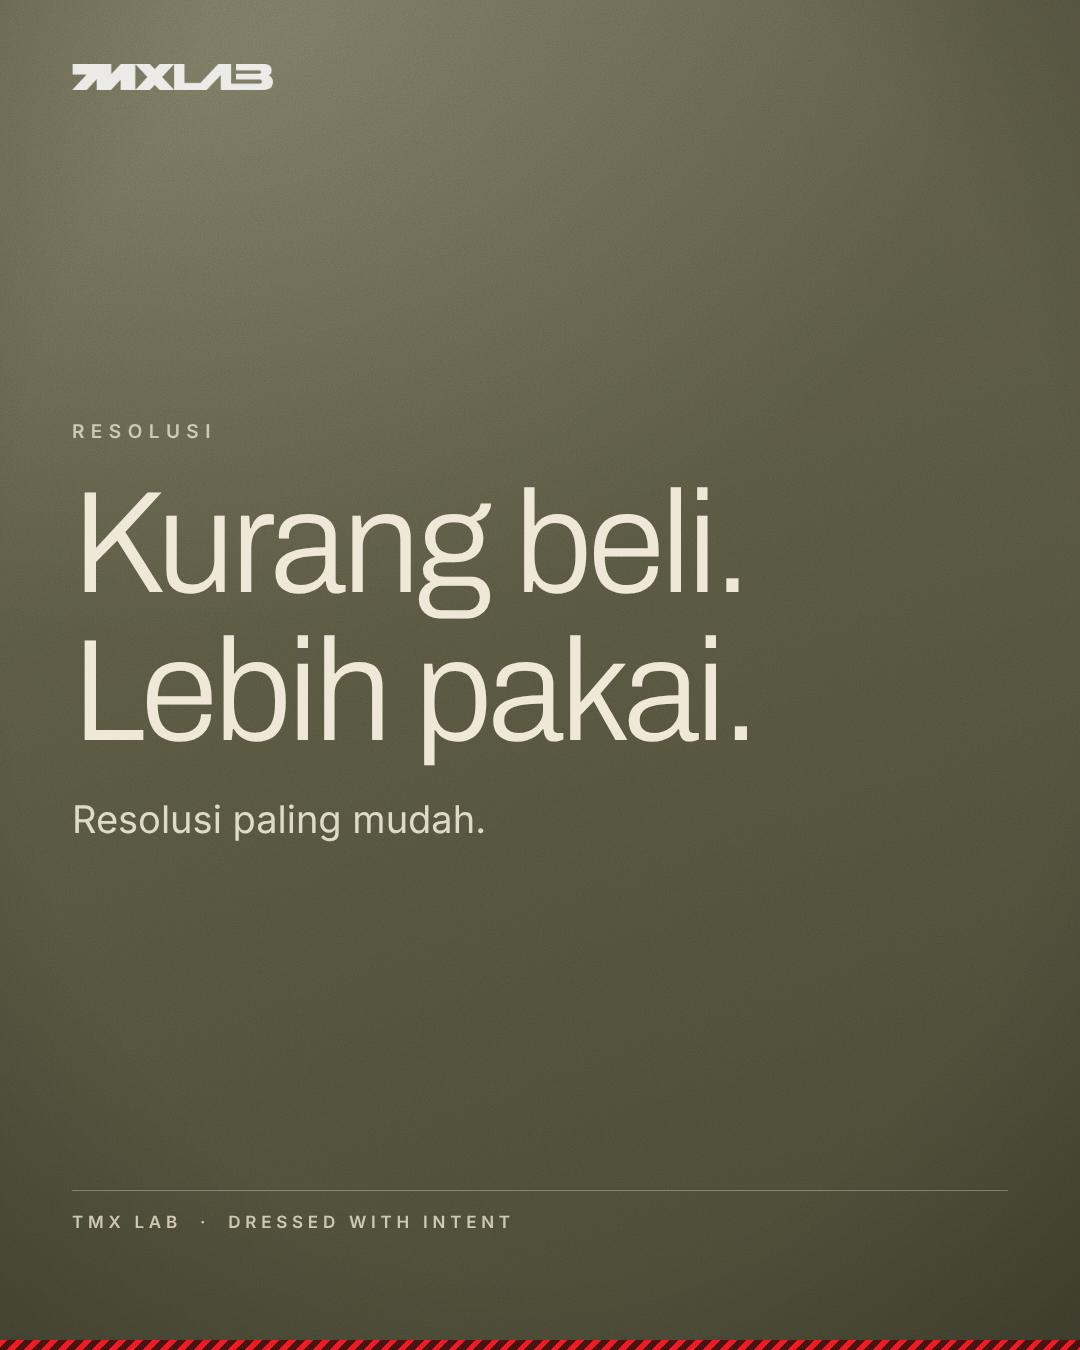 TMXLAB
RESOLUSI
Kurang beli.
Lebih pakai.
Resolusi paling mudah.
TMX LAB · DRESSED WITH INTENT